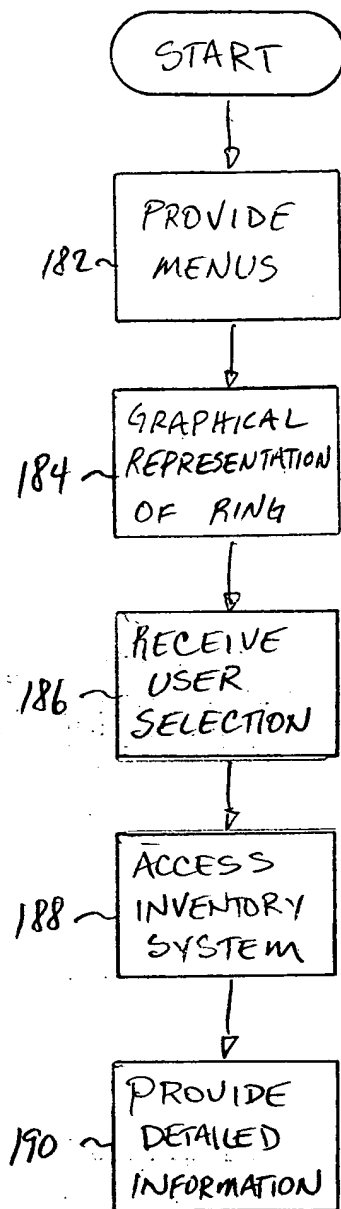 START
182
PROVIDE
MENUS
184
GRAPHICAL
REPRESENTATION
OF RING
186
RECEIVE
USER
SELECTION
188
ACCESS
INVENTORY
SYSTEM
190
PROVIDE
DETAILED
INFORMATION